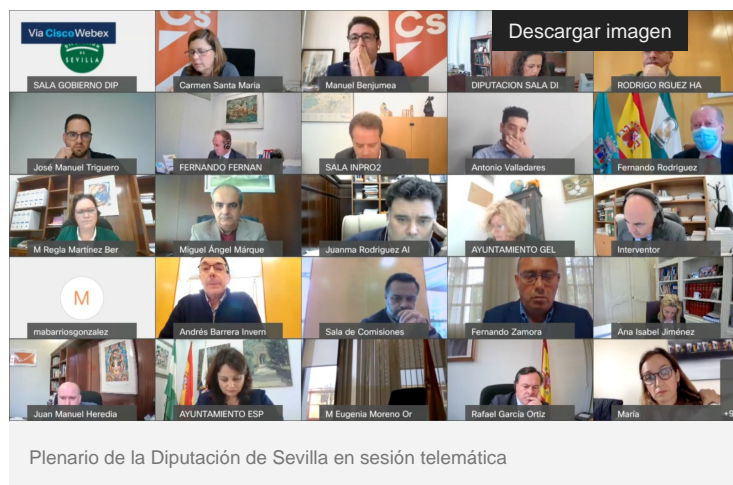 Via Cisco Webex
Descargar imagen
Cs
Cs
SEVILLA
SALA GOBIERNO DIP
Carmen Santa María
Manuel Benjumea
DIPUTACION SALA DI
RODRIGO RGUEZ HA
José Manuel Triguero
FERNANDO FERNAN
SALA INPRO2
Antonio Valladares
Fernando Rodríguez
M Regla Martínez Ber
Miguel Ángel Márque
Juanma Rodríguez Al
AYUNTAMIENTO GEL
Interventor
M
mabarriosgonzalez
Andrés Barrera Invern
Sala de Comisiones
Fernando Zamora
Ana Isabel Jiménez
Juan Manuel Heredia
AYUNTAMIENTO ESP
M Eugenia Moreno Or
Rafael García Ortiz
María
+9
Plenario de la Diputación de Sevilla en sesión telemática